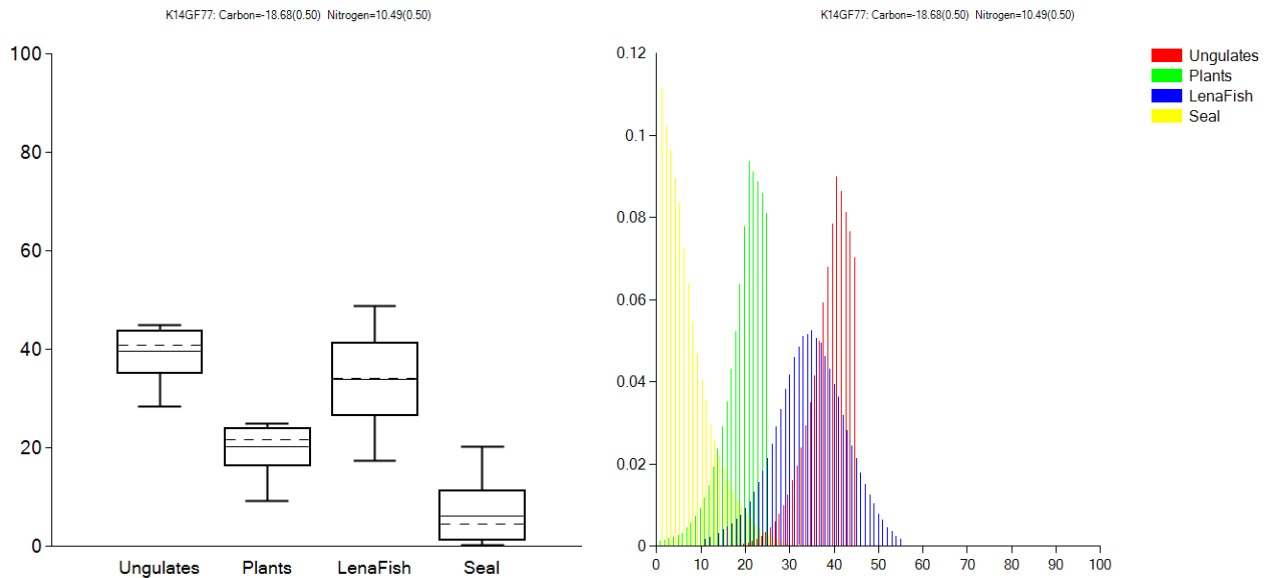 K14GF77: Carbon=-18.68(0.50) Nitrogen=10.49(0.50)
100
80
60
40
20
0
Ungulates Plants LenaFish Seal
K14GF77: Carbon=-18.68(0.50) Nitrogen=10.49(0.50)
0.12
0.1
0.08
0.06
0.04
0.02
0
0 10 20 30 40 50 60 70 80 90 100
Ungulates
Plants
LenaFish
Seal